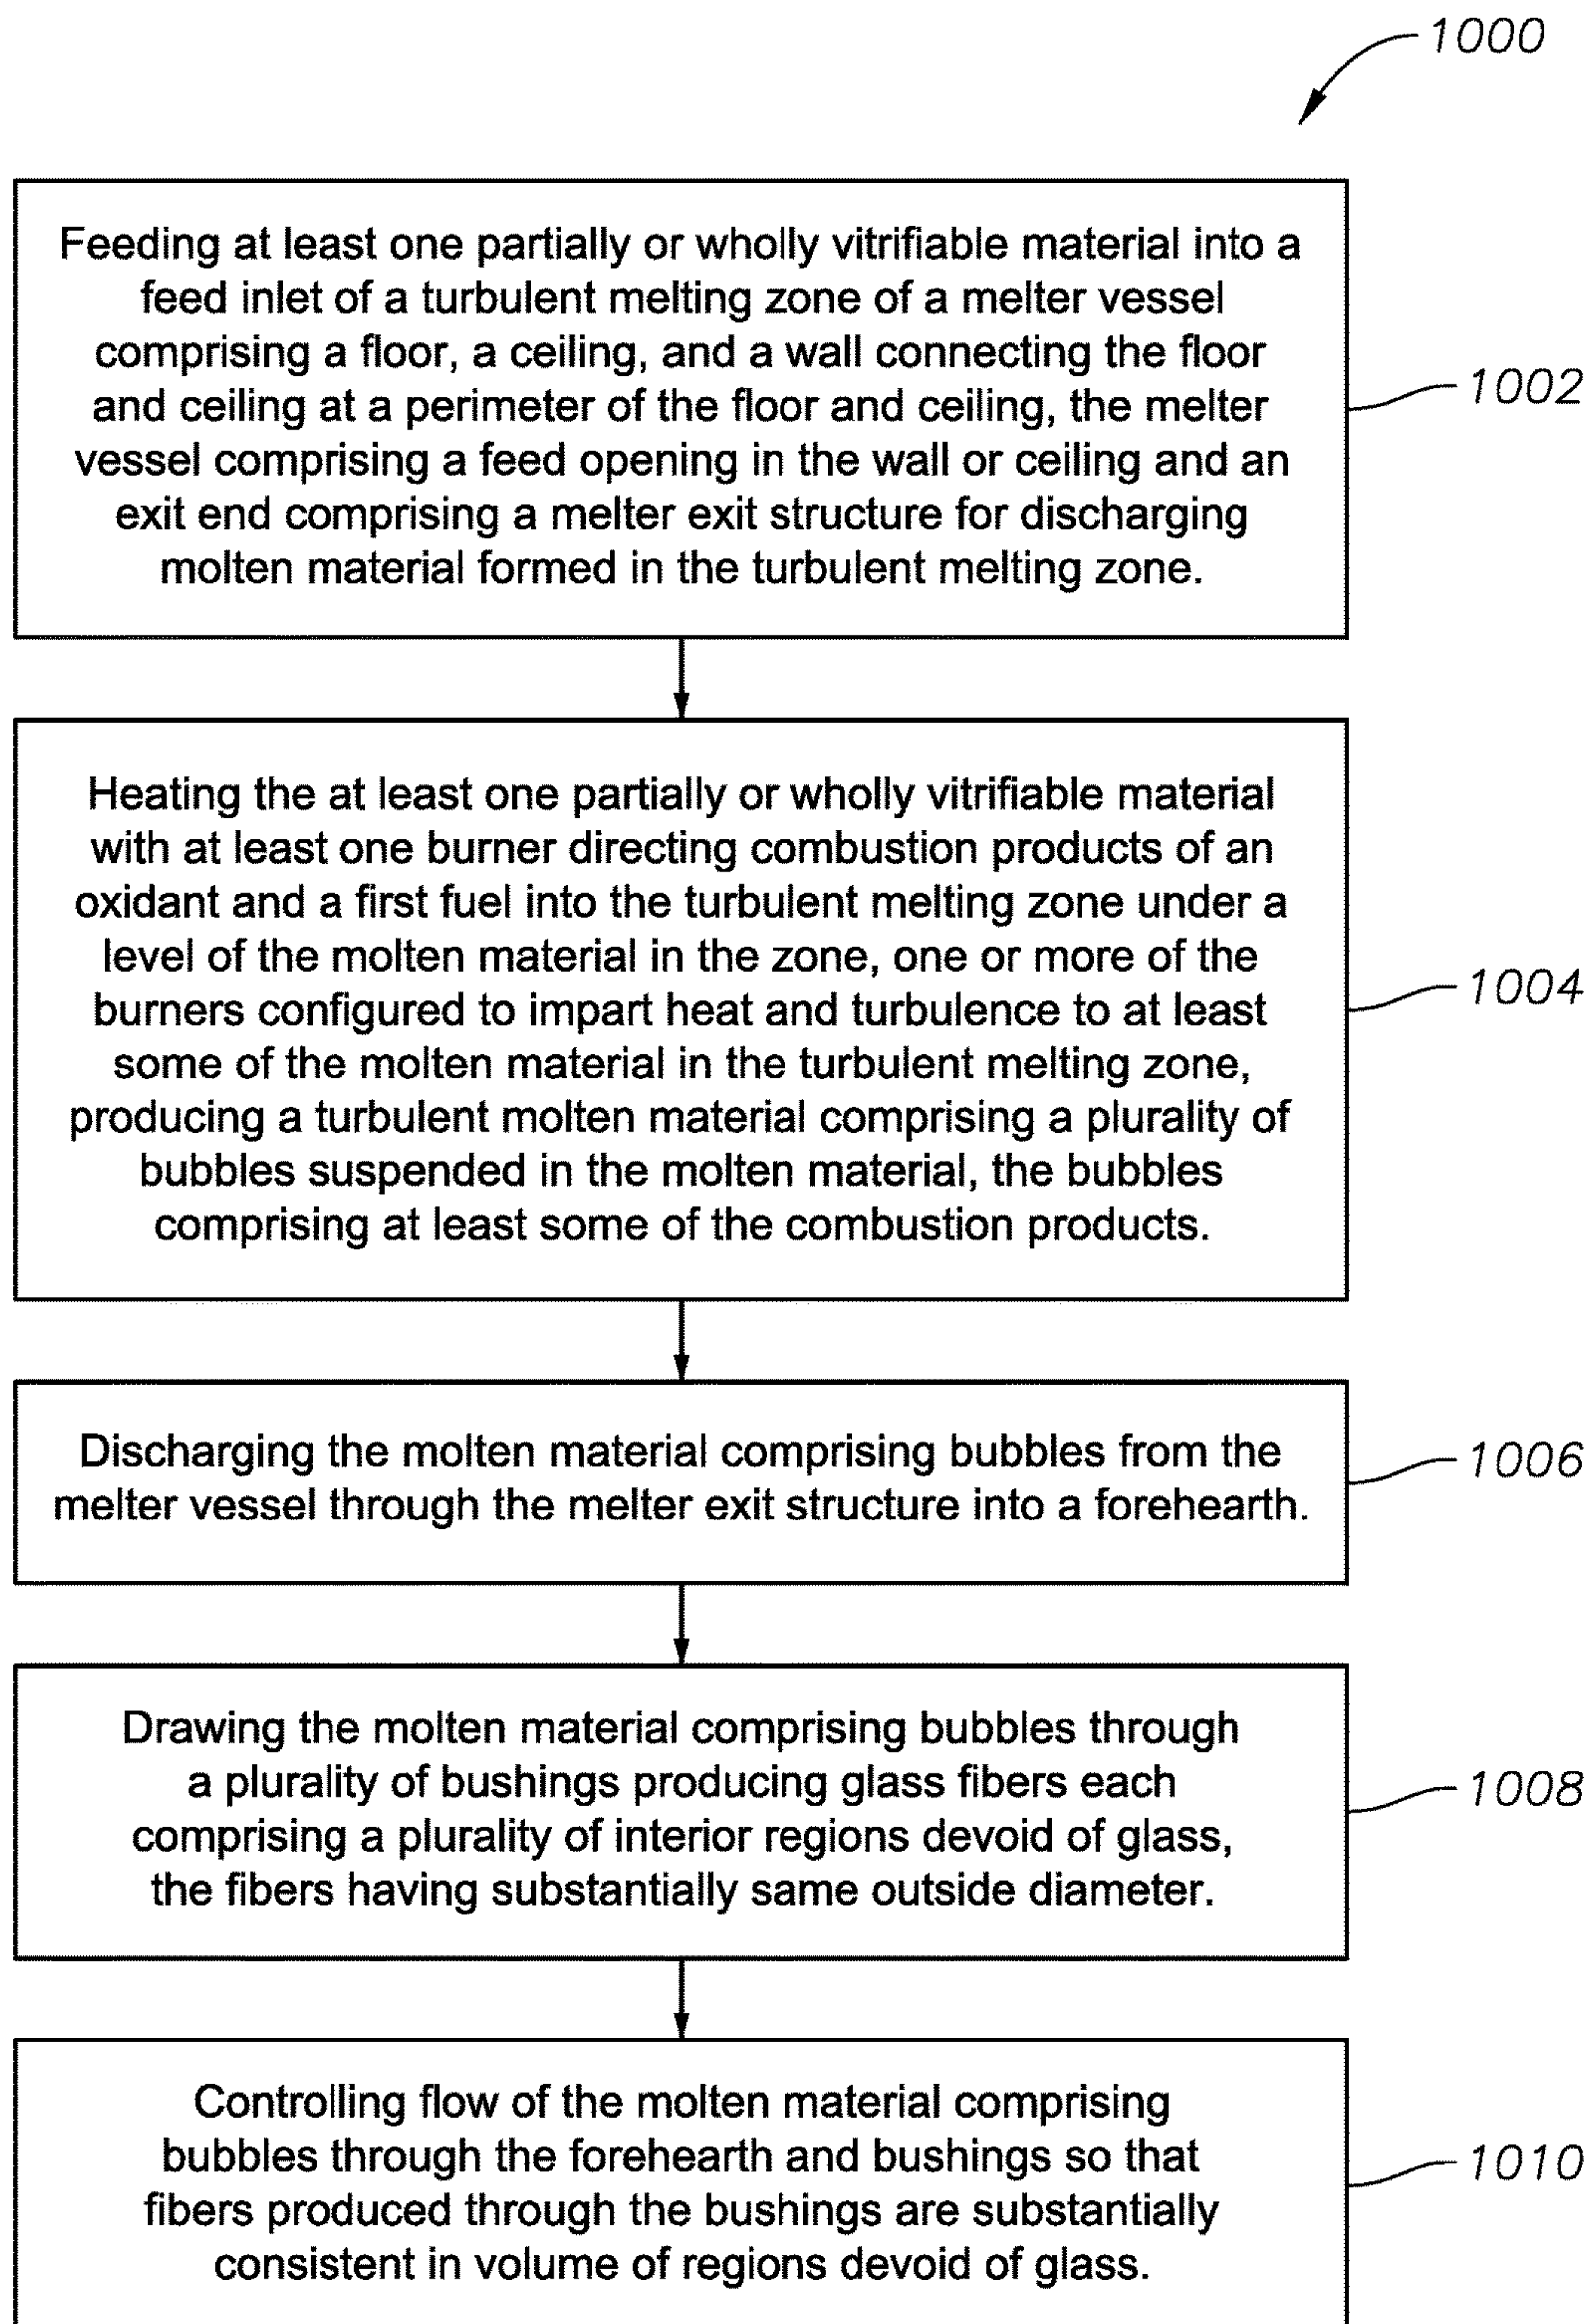 1000
Feeding at least one partially or wholly vitrifiable material into a
feed inlet of a turbulent melting zone of a melter vessel
comprising a floor, a ceiling, and a wall connecting the floor
and ceiling at a perimeter of the floor and ceiling, the melter
vessel comprising a feed opening in the wall or ceiling and an
exit end comprising a melter exit structure for discharging
molten material formed in the turbulent melting zone.
1002
Heating the at least one partially or wholly vitrifiable material
with at least one burner directing combustion products of an
oxidant and a first fuel into the turbulent melting zone under a
level of the molten material in the zone, one or more of the
burners configured to impart heat and turbulence to at least
some of the molten material in the turbulent melting zone,
producing a turbulent molten material comprising a plurality of
bubbles suspended in the molten material, the bubbles
comprising at least some of the combustion products.
1004
Discharging the molten material comprising bubbles from the
melter vessel through the melter exit structure into a forehearth.
1006
Drawing the molten material comprising bubbles through
a plurality of bushings producing glass fibers each
comprising a plurality of interior regions devoid of glass,
the fibers having substantially same outside diameter.
1008
Controlling flow of the molten material comprising
bubbles through the forehearth and bushings so that
fibers produced through the bushings are substantially
consistent in volume of regions devoid of glass.
1010